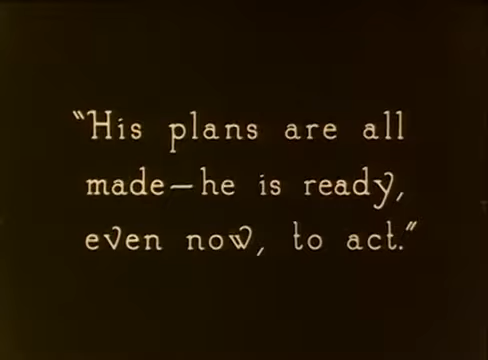 “His plans are all
made—he is ready,
even now, to act.”